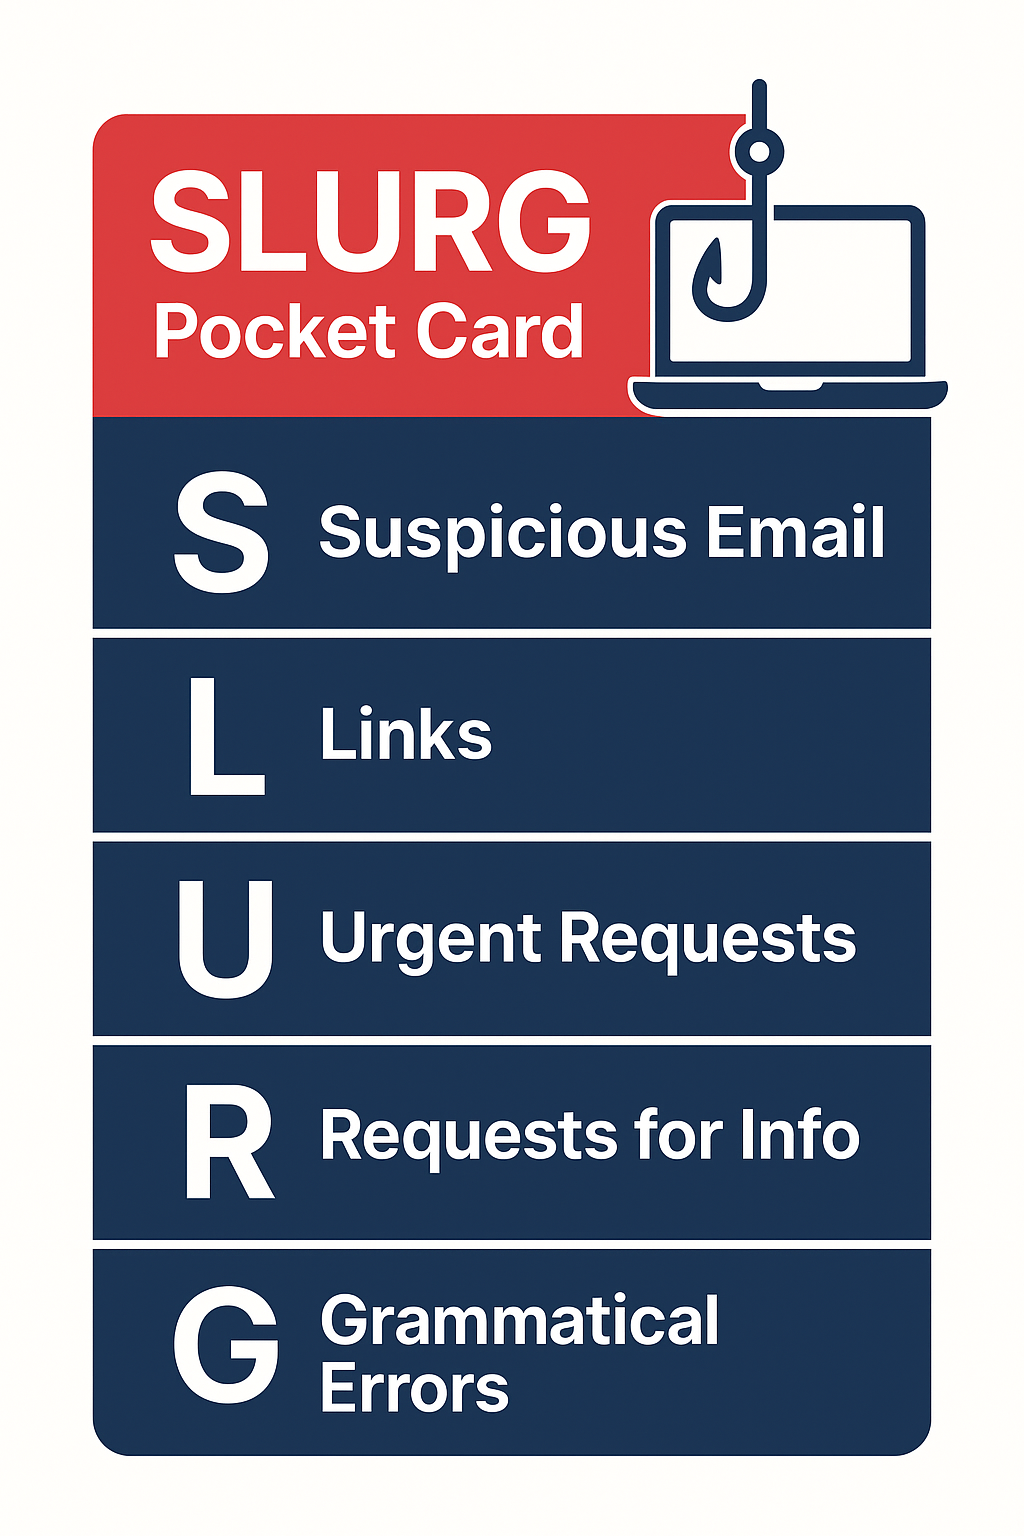 SLURG
Pocket Card
S Suspicious Email
L Links
U Urgent Requests
R Requests for Info
G Grammatical
Errors